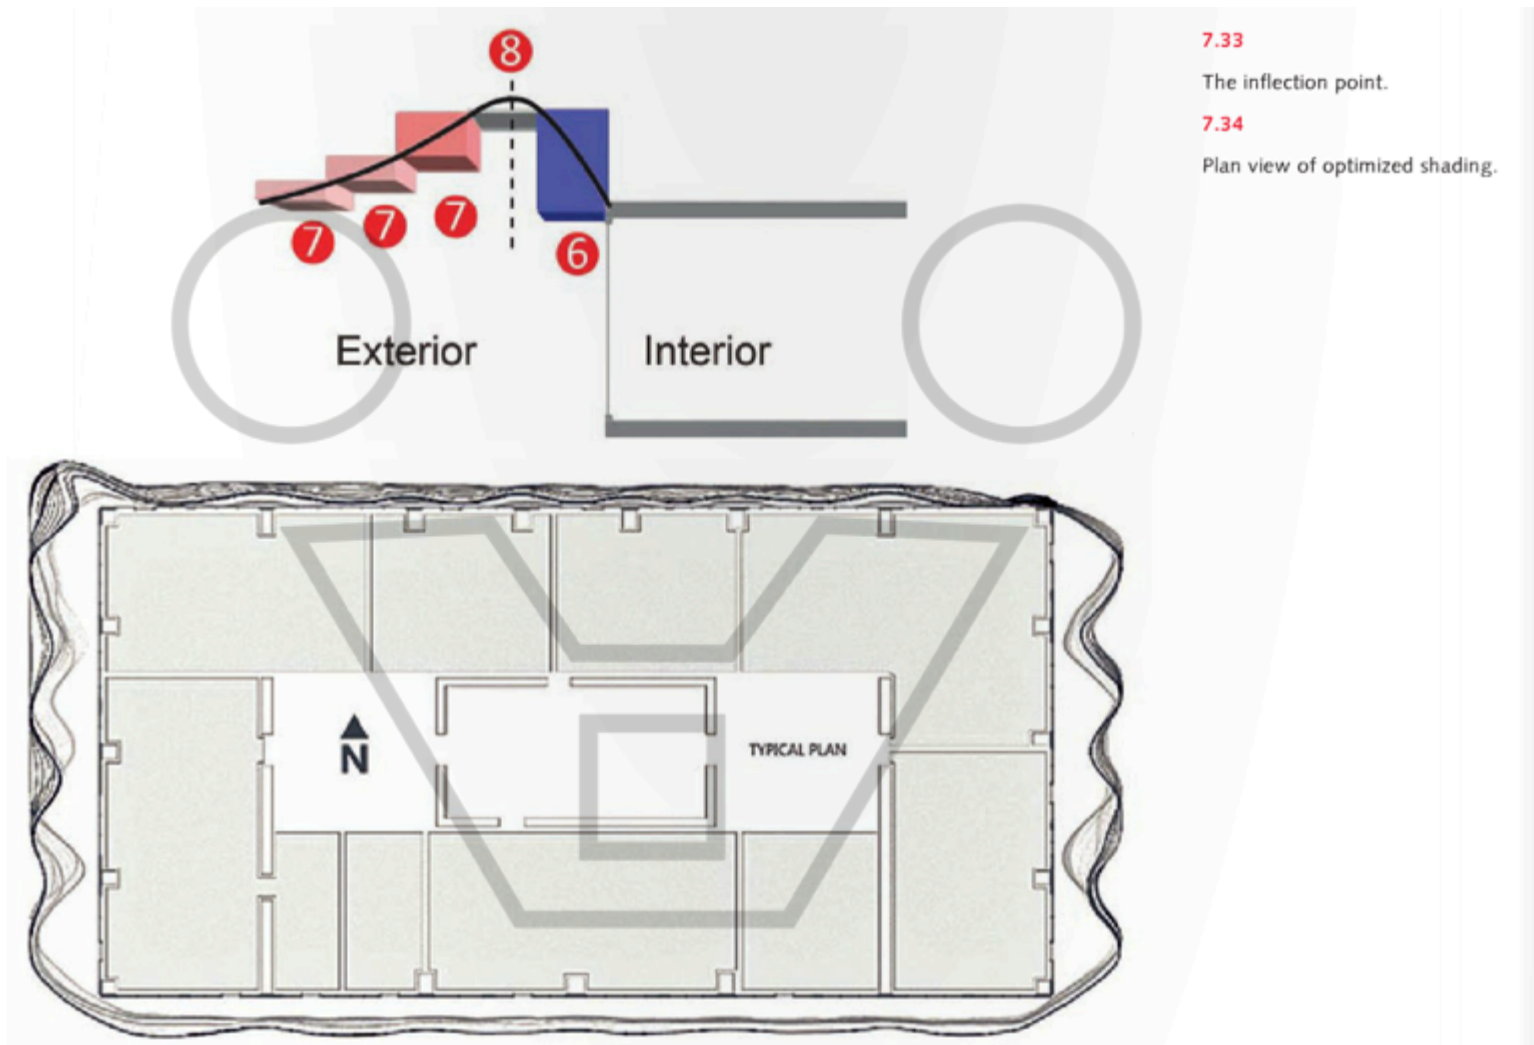 8
7
7
7
6
Exterior
Interior
7.33
The inflection point.
7.34
Plan view of optimized shading.
N
TYPICAL PLAN